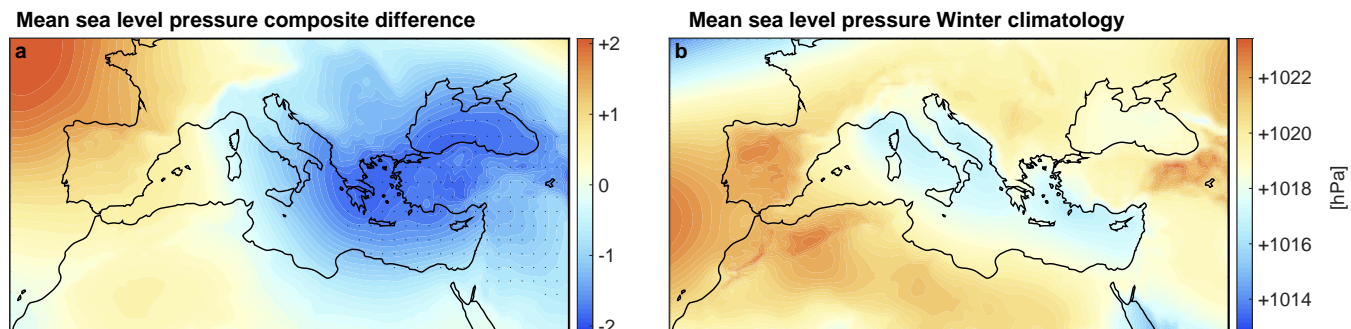 Mean sea level pressure composite difference
a
+2
+1
0
-1
-2
Mean sea level pressure Winter climatology
b
+1022
+1020
+1018
+1016
+1014
[hPa]